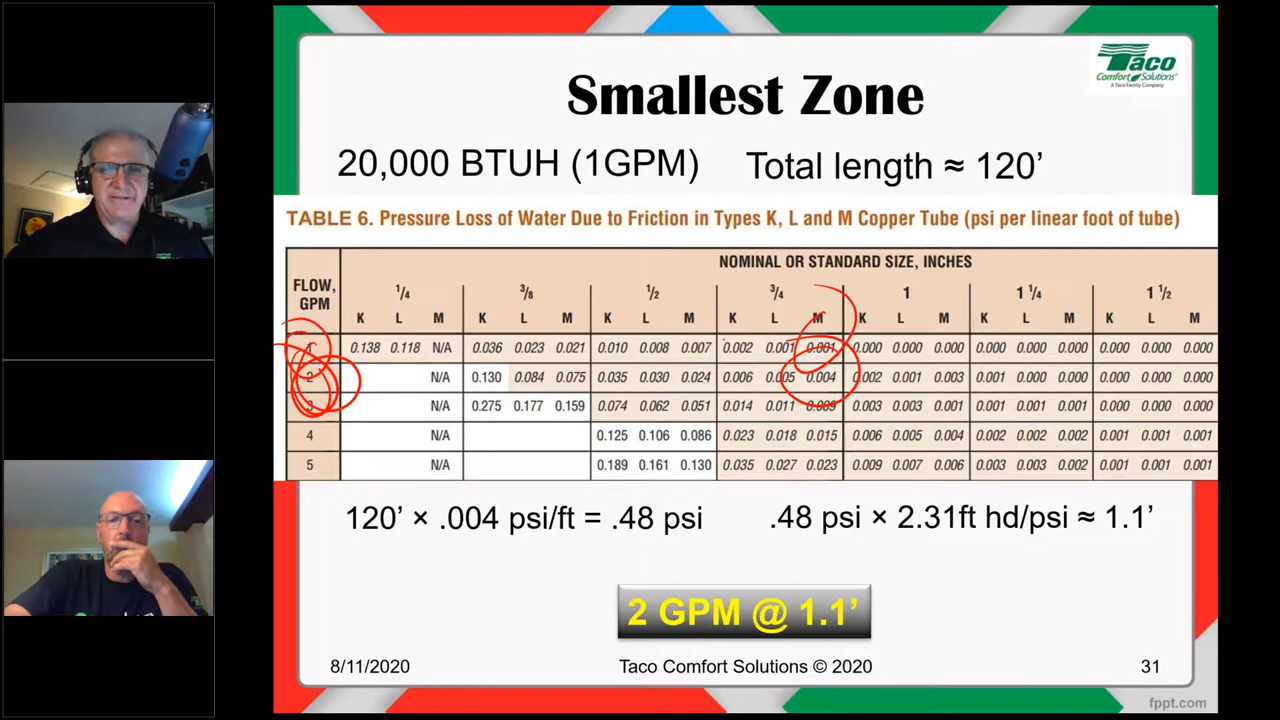 Taco
Comfort Solutions®
A Taco Family Company
Smallest Zone
20,000 BTUH (1GPM) Total length ≈ 120’
TABLE 6. Pressure Loss of Water Due to Friction in Types K, L and M Copper Tube (psi per linear foot of tube)
NOMINAL OR STANDARD SIZE, INCHES
FLOW, GPM 1/4 3/8 1/2 3/4 1 1 1/4 1 1/2
K L M K L M K L M K L M K L M K L M K L M
1 0.138 0.118 N/A 0.036 0.023 0.021 0.010 0.008 0.007 0.002 0.001 0.001 0.000 0.000 0.000 0.000 0.000 0.000 0.000 0.000 0.000
2 N/A 0.130 0.084 0.075 0.035 0.030 0.024 0.006 0.005 0.004 0.002 0.001 0.003 0.001 0.000 0.000 0.000 0.000 0.000
3 N/A 0.275 0.177 0.159 0.074 0.062 0.051 0.014 0.011 0.009 0.003 0.003 0.001 0.001 0.001 0.001 0.000 0.000 0.000
4 N/A 0.125 0.106 0.086 0.023 0.018 0.015 0.006 0.005 0.004 0.002 0.002 0.002 0.001 0.001 0.001
5 N/A 0.189 0.161 0.130 0.035 0.027 0.023 0.009 0.007 0.006 0.003 0.003 0.002 0.001 0.001 0.001
120’ × .004 psi/ft = .48 psi .48 psi × 2.31ft hd/psi ≈ 1.1’
2 GPM @ 1.1’
8/11/2020 Taco Comfort Solutions © 2020 31
fppt.com